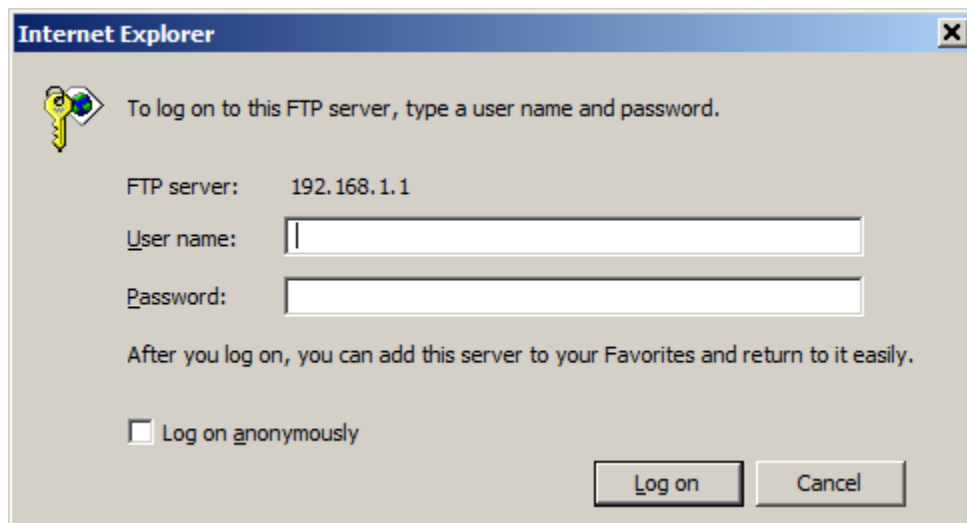 Internet Explorer
To log on to this FTP server, type a user name and password.
FTP server: 192.168.1.1
User name:
Password:
After you log on, you can add this server to your Favorites and return to it easily.
Log on anonymously
Log on Cancel